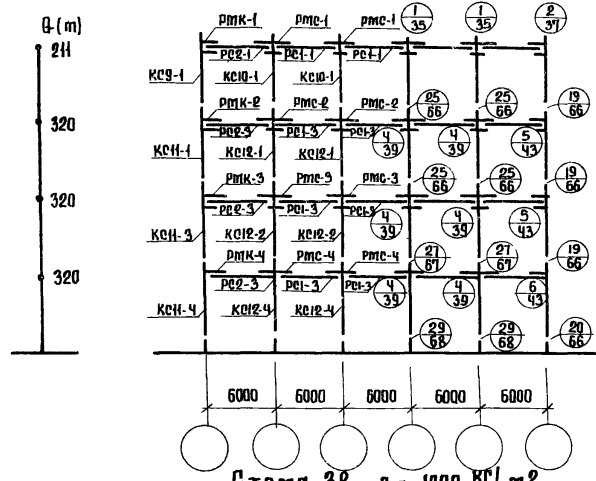 Q (m)
РМК-1 РМС-1 РМС-1 1/35 1/35 2/37
211
РС2-1 РС1-1 РС1-1
КС9-1 КС10-1 КС10-1
РМК-2 РМС-2 РМС-2 25/66 25/66 19/66
320
РС2-3 РС1-3 РС1-3 4/39 4/39 5/43
КС11-1 КС12-1 КС12-1
РМК-3 РМС-3 РМС-3 25/66 25/66 19/66
320
РС2-3 РС1-3 РС1-3 4/39 4/39 5/43
КС11-3 КС12-2 КС12-2
РМК-4 РМС-4 РМС-4 27/67 27/67 19/66
320
РС2-3 РС1-3 РС1-3 4/39 4/39 6/43
КС11-4 КС12-4 КС12-4
29/68 29/68 20/66
6000 6000 6000 6000 6000